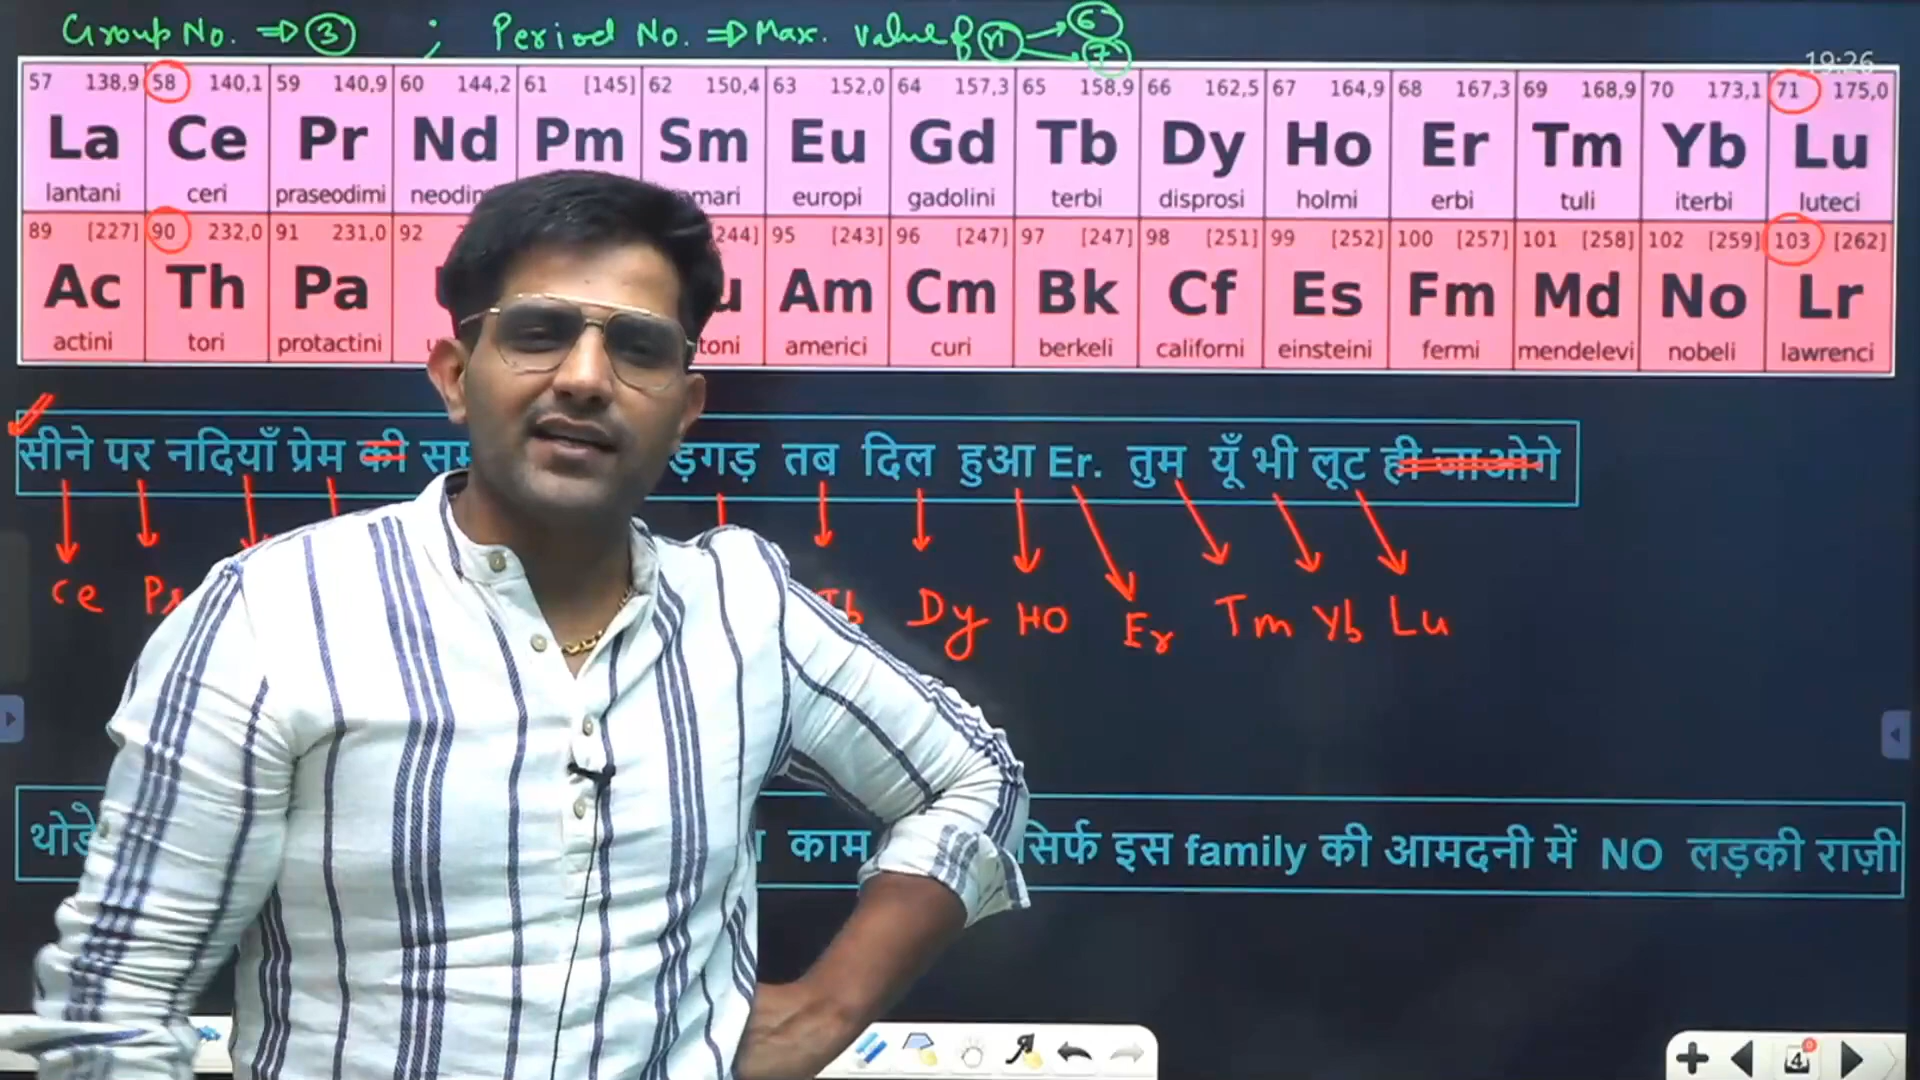 Group No. ⇒ 3 ; Period No. ⇒ Max. value of n → 6
→ 7
19:26
57 138,9 58 140,1 59 140,9 60 144,2 61 [145] 62 150,4 63 152,0 64 157,3 65 158,9 66 162,5 67 164,9 68 167,3 69 168,9 70 173,1 71 175,0
La Ce Pr Nd Pm Sm Eu Gd Tb Dy Ho Er Tm Yb Lu
lantani ceri praseodimi europi gadolini terbi disprosi holmi erbi tuli iterbi luteci
89 [227] 90 232,0 91 231,0 92 244] 95 [243] 96 [247] 97 [247] 98 [251] 99 [252] 100 [257] 101 [258] 102 [259] 103 [262]
Ac Th Pa Am Cm Bk Cf Es Fm Md No Lr
actini tori protactini americi curi berkeli californi einsteini fermi mendelevi nobeli lawrenci
सीने पर नदियाँ प्रेम की तब दिल हुआ Er. तुम यूँ भी लूट ही जाओगे
Ce Dy Ho Er Tm Yb Lu
काम सिर्फ इस family की आमदनी में NO लड़की राज़ी
4